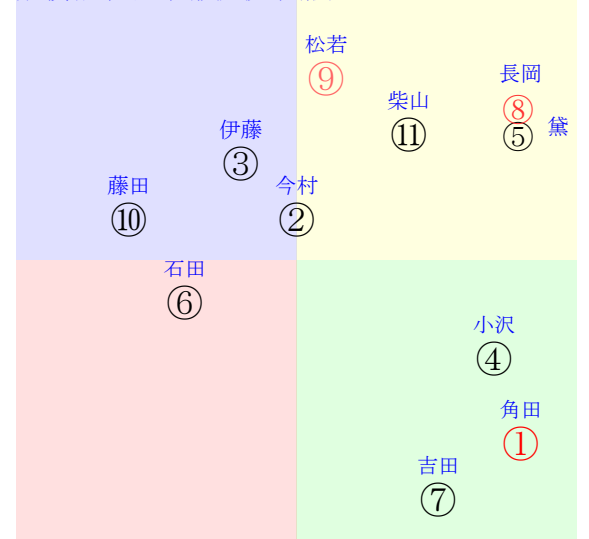 松若
⑨
長岡
⑧
柴山
⑪
黛
⑤
伊藤
③
藤田
⑩
今村
②
石田
⑥
小沢
④
角田
①
吉田
⑦